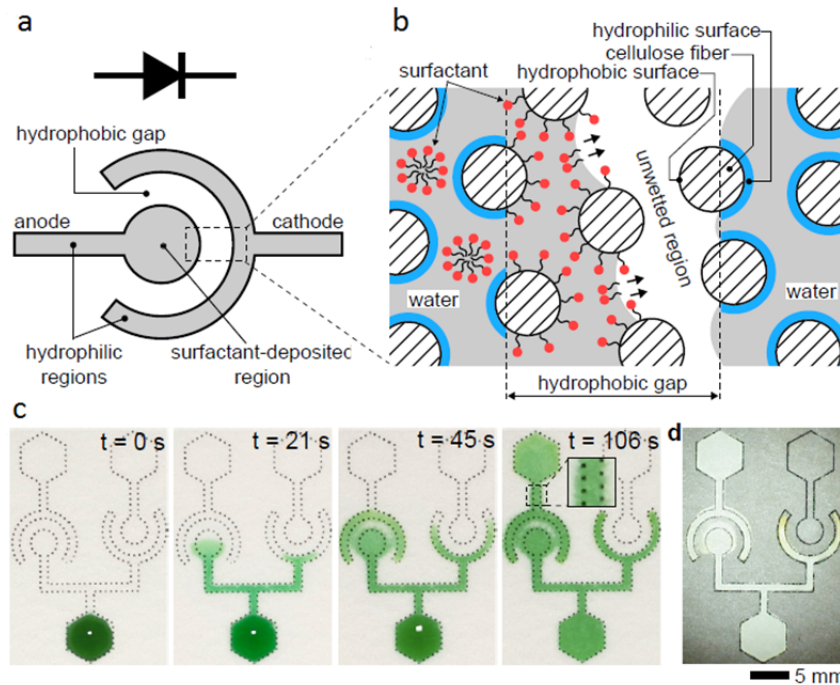 a
hydrophobic
gap
anode
cathode
hydrophilic
regions
surfactant-deposited
region
b
hydrophilic surface
cellulose fiber
surfactant
hydrophobic surface
unwetted region
water
water
hydrophobic gap
c
t = 0 s
t = 21 s
t = 45 s
t = 106 s
d
5 mm